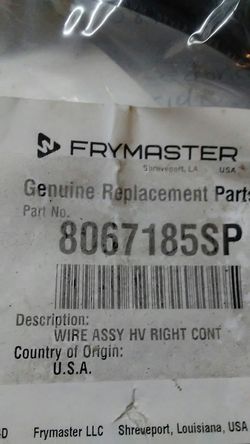 FRYMASTER
Shreveport, LA USA
Genuine Replacement Parts
Part No.
8067185SP
Description:
WIRE ASSY HV RIGHT CONT
Country of Origin:
U.S.A.
Frymaster LLC Shreveport, Louisiana, USA